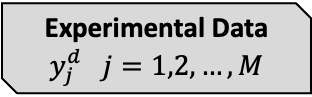 Experimental Data
y_j^d   j = 1,2, ..., M